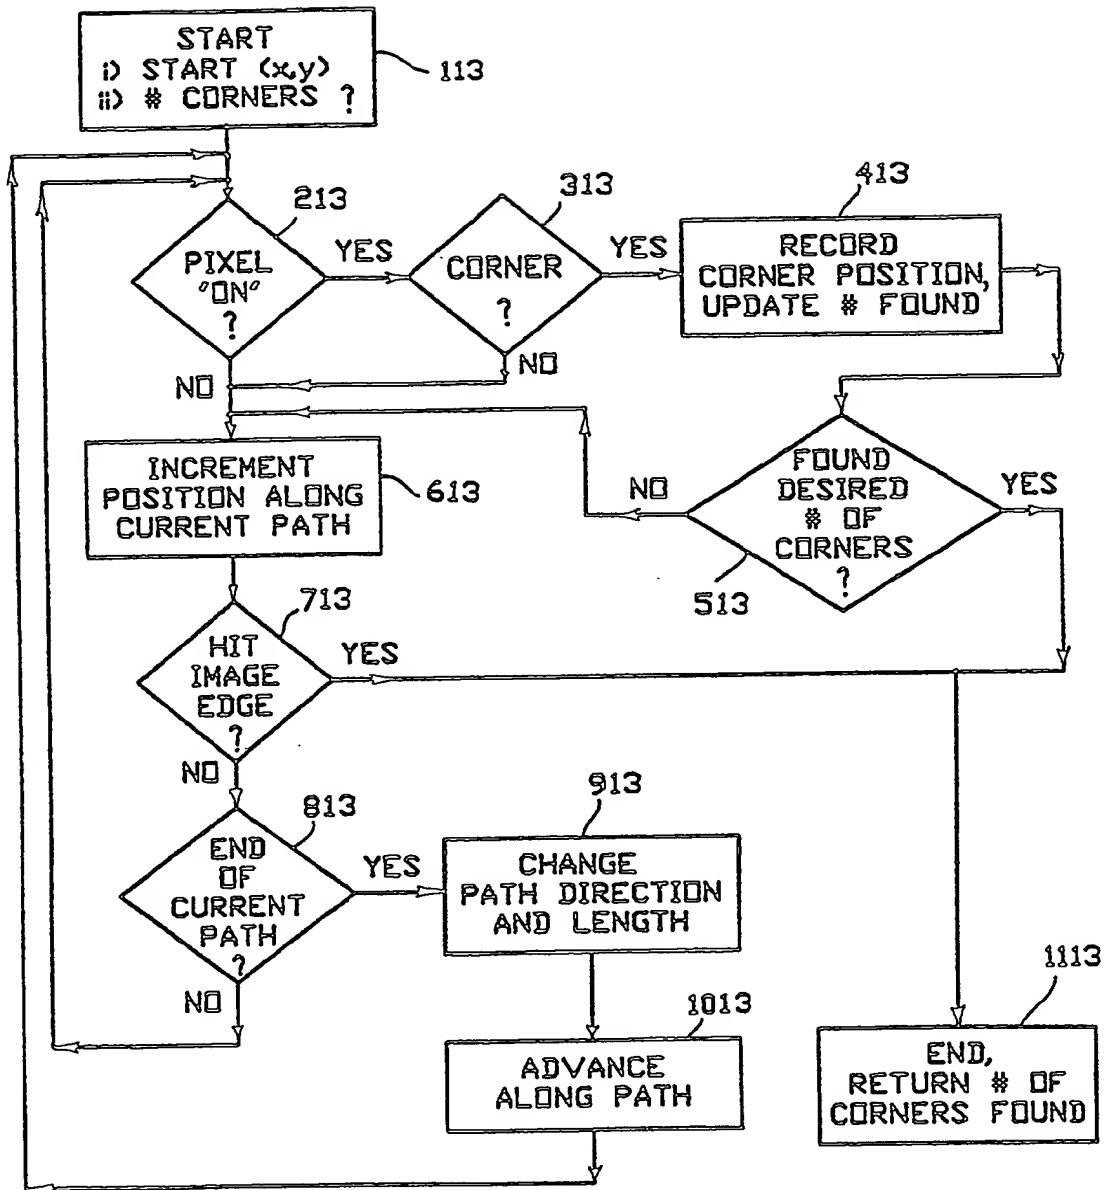 START
i) START (x,y)
ii) # CORNERS ?
113
213
PIXEL
"ON"
?
YES
NO
313
CORNER
?
YES
NO
413
RECORD
CORNER POSITION,
UPDATE # FOUND
FOUND
DESIRED
# OF
CORNERS
?
NO
YES
513
INCREMENT
POSITION ALONG
CURRENT PATH
613
713
HIT
IMAGE
EDGE
?
YES
NO
813
END
OF
CURRENT
PATH
?
YES
NO
913
CHANGE
PATH DIRECTION
AND LENGTH
1013
ADVANCE
ALONG PATH
1113
END,
RETURN # OF
CORNERS FOUND